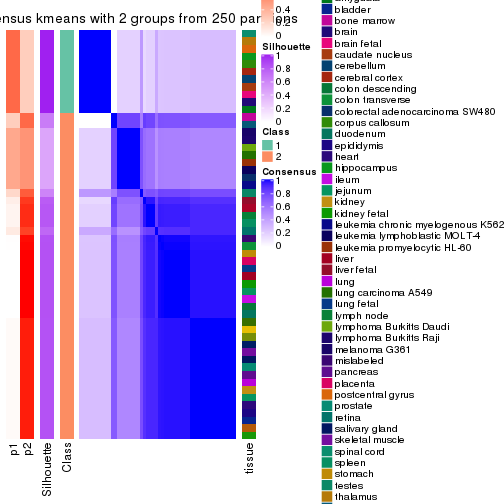 nsus kmeans with 2 groups from 250 par
ns
0.4
0.2
0
Silhouette
1
0.8
0.6
0.4
0.2
0
Class
1
2
Consensus
1
0.8
0.6
0.4
0.2
0
p1
p2
Silhouette
Class
tissue
bladder
bone marrow
brain
brain fetal
caudate nucleus
cerebellum
cerebral cortex
colon descending
colon transverse
colorectal adenocarcinoma SW480
corpus callosum
duodenum
epididymis
heart
hippocampus
ileum
jejunum
kidney
kidney fetal
leukemia chronic myelogenous K562
leukemia lymphoblastic MOLT-4
leukemia promyelocytic HL-60
liver
liver fetal
lung
lung carcinoma A549
lung fetal
lymph node
lymphoma Burkitts Daudi
lymphoma Burkitts Raji
melanoma G361
mislabeled
pancreas
placenta
postcentral gyrus
prostate
retina
salivary gland
skeletal muscle
spinal cord
spleen
stomach
testes
thalamus